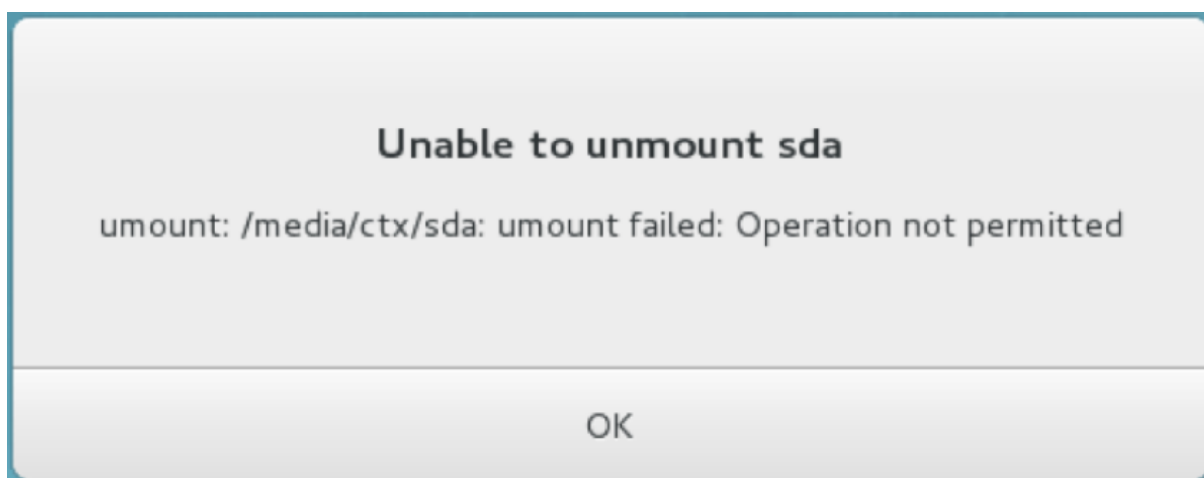 Unable to unmount sda
umount: /media/ctx/sda: umount failed: Operation not permitted
OK